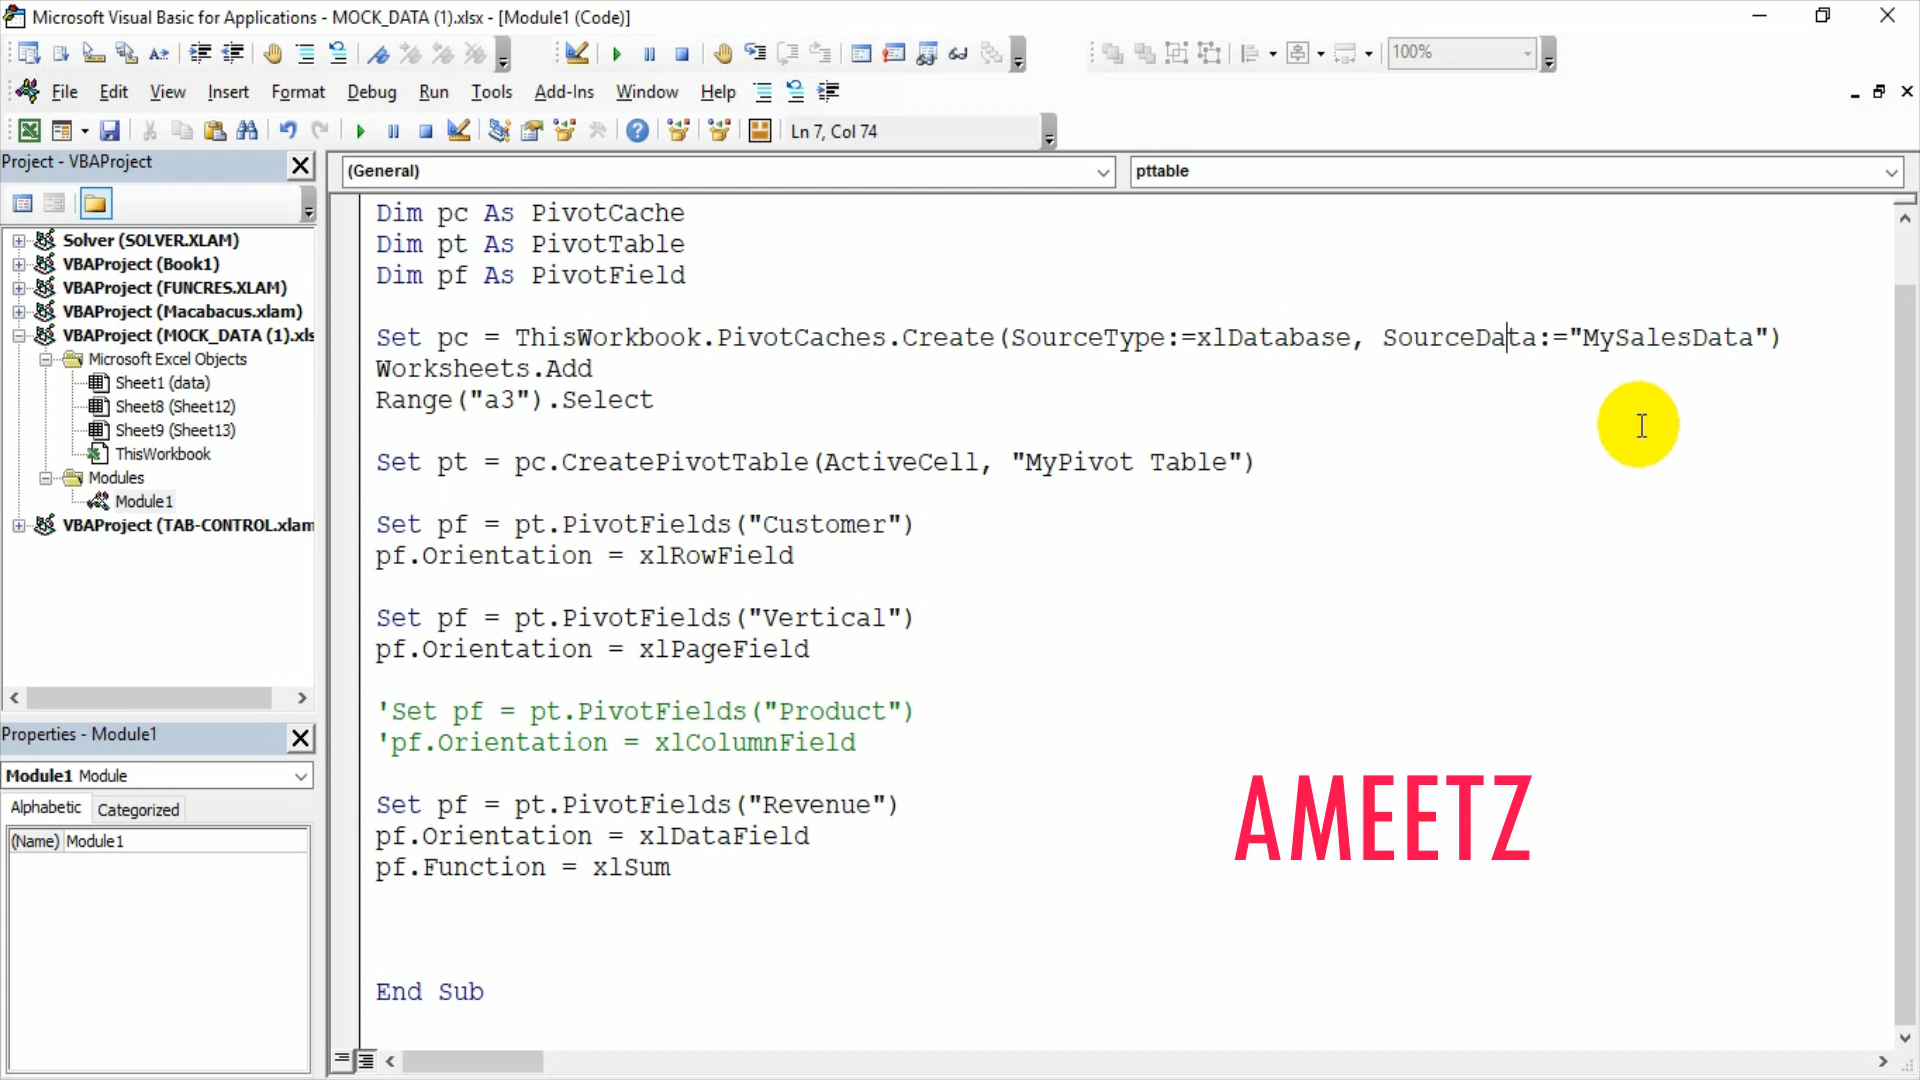 Microsoft Visual Basic for Applications - MOCK_DATA (1).xlsx - [Module1 (Code)]
100%
File Edit View Insert Format Debug Run Tools Add-Ins Window Help
Ln 7, Col 74
Project - VBAProject
(General)
pttable
Solver (SOLVER.XLAM)
VBAProject (Book1)
VBAProject (FUNCRES.XLAM)
VBAProject (Macabacus.xlam)
VBAProject (MOCK_DATA (1).xls
Microsoft Excel Objects
Sheet1 (data)
Sheet8 (Sheet12)
Sheet9 (Sheet13)
ThisWorkbook
Modules
Module1
VBAProject (TAB-CONTROL.xlam
Properties - Module1
Module1 Module
Alphabetic Categorized
(Name) Module1
Dim pc As PivotCache
Dim pt As PivotTable
Dim pf As PivotField
Set pc = ThisWorkbook.PivotCaches.Create(SourceType:=xlDatabase, SourceData:="MySalesData")
Worksheets.Add
Range("a3").Select
Set pt = pc.CreatePivotTable(ActiveCell, "MyPivot Table")
Set pf = pt.PivotFields("Customer")
pf.Orientation = xlRowField
Set pf = pt.PivotFields("Vertical")
pf.Orientation = xlPageField
'Set pf = pt.PivotFields("Product")
'pf.Orientation = xlColumnField
Set pf = pt.PivotFields("Revenue")
pf.Orientation = xlDataField
pf.Function = xlSum
End Sub
AMEETZ